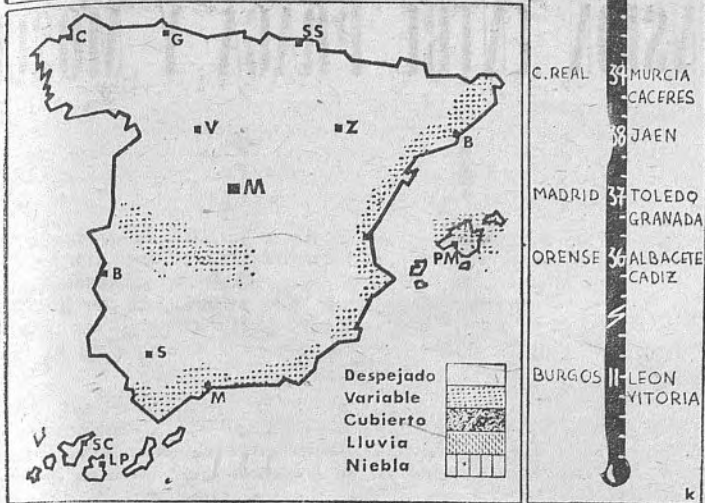 C G SS
V Z
B
M
PM
B
S
M
SC
LP
Despejado
Variable
Cubierto
Lluvia
Niebla
C.REAL 39 MURCIA
CACERES
38 JAEN
MADRID 37 TOLEDO
GRANADA
ORENSE 36 ALBACETE
CADIZ
BURGOS 11 LEON
VITORIA
k